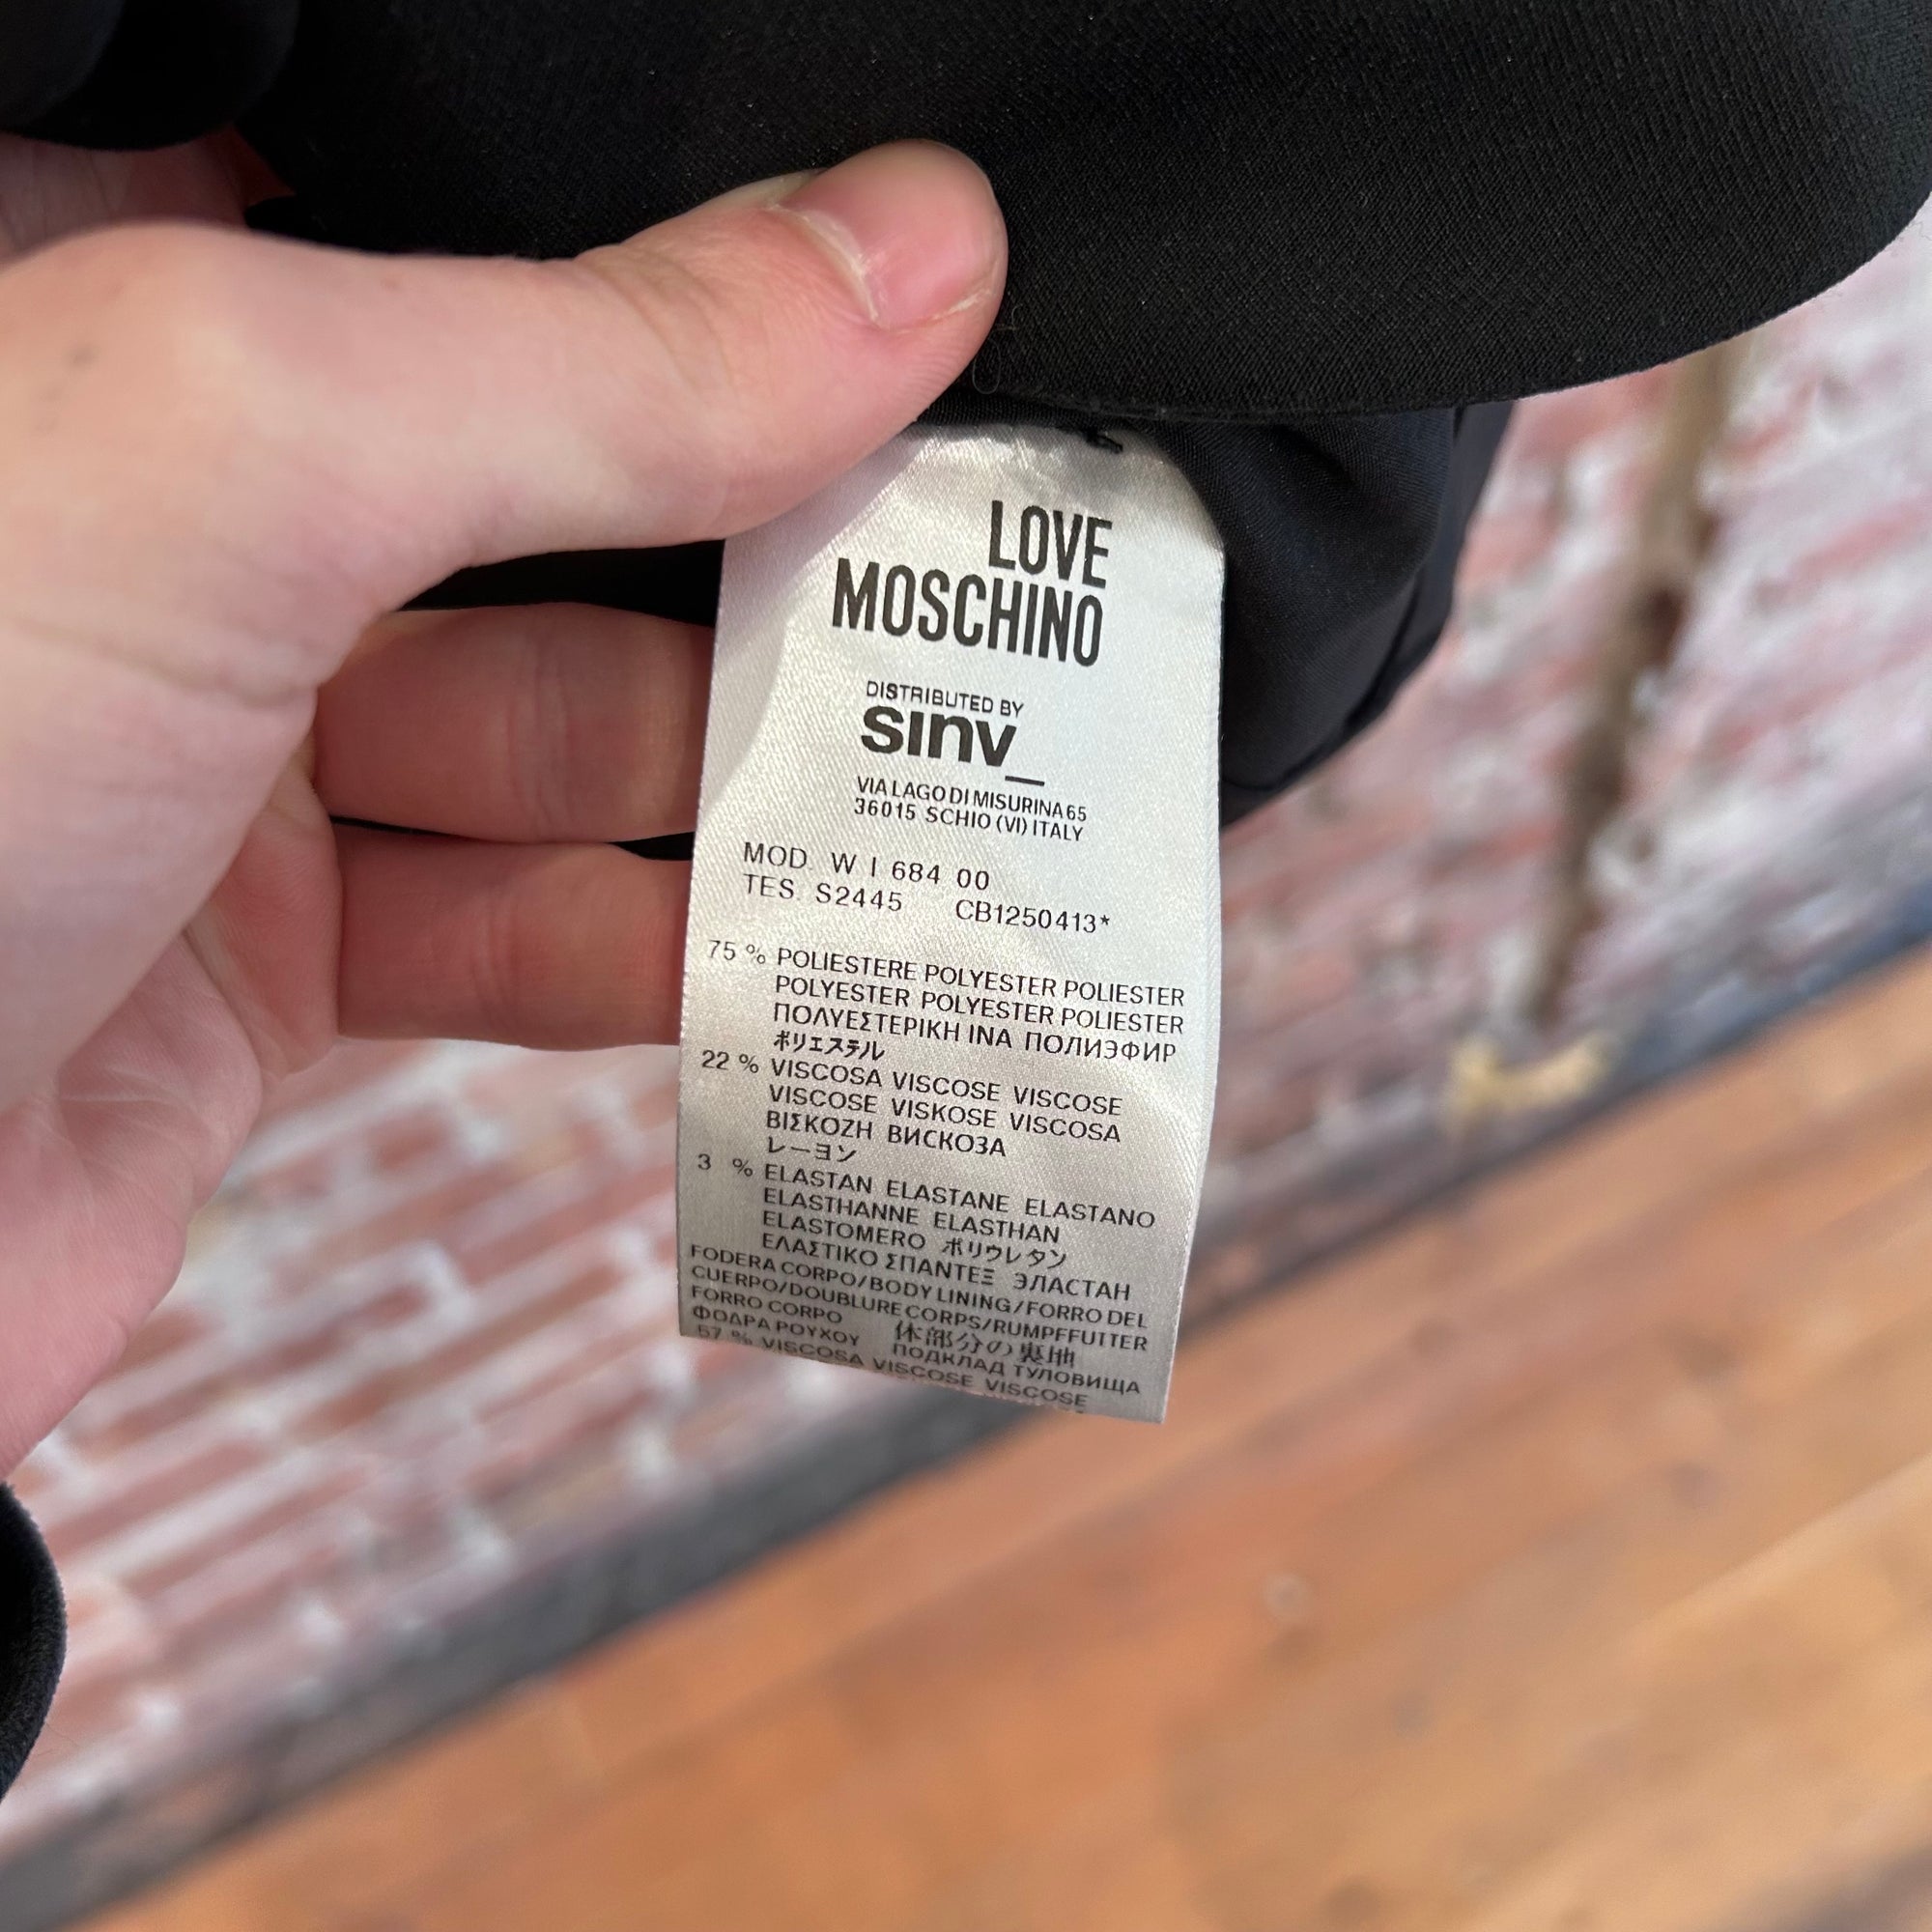 LOVE
MOSCHINO
DISTRIBUTED BY
sınv_
VIA LAGO DI MISURINA 65
36015 SCHIO (VI) ITALY
MOD. W I 684 00
TES. S2445 CB1250413*
75 % POLIESTERE POLYESTER POLIESTER
POLYESTER POLYESTER POLIESTER
ΠΟΛΥΕΣΤΕΡΙΚΗ ΙΝΑ ПОЛИЭФИР
ポリエステル
22 % VISCOSA VISCOSE VISCOSE
VISCOSE VISKOSE VISCOSA
ΒΙΣΚΟΖΗ ВИСКОЗА
レーヨン
3 % ELASTAN ELASTANE ELASTANO
ELASTHANNE ELASTHAN
ELASTOMERO ポリウレタン
ΕΛΑΣΤΙΚΟ ΣΠΑΝΤΕΞ ЭЛАСТАН
FODERA CORPO/BODY LINING/FORRO DEL
CUERPO/DOUBLURE CORPS/RUMPFFUTTER
FORRO CORPO 体部分の裏地
ΦΟΔΡΑ ΡΟΥΧΟΥ ПОДКЛАД ТУЛОВИЩА
57 % VISCOSA VISCOSE VISCOSE